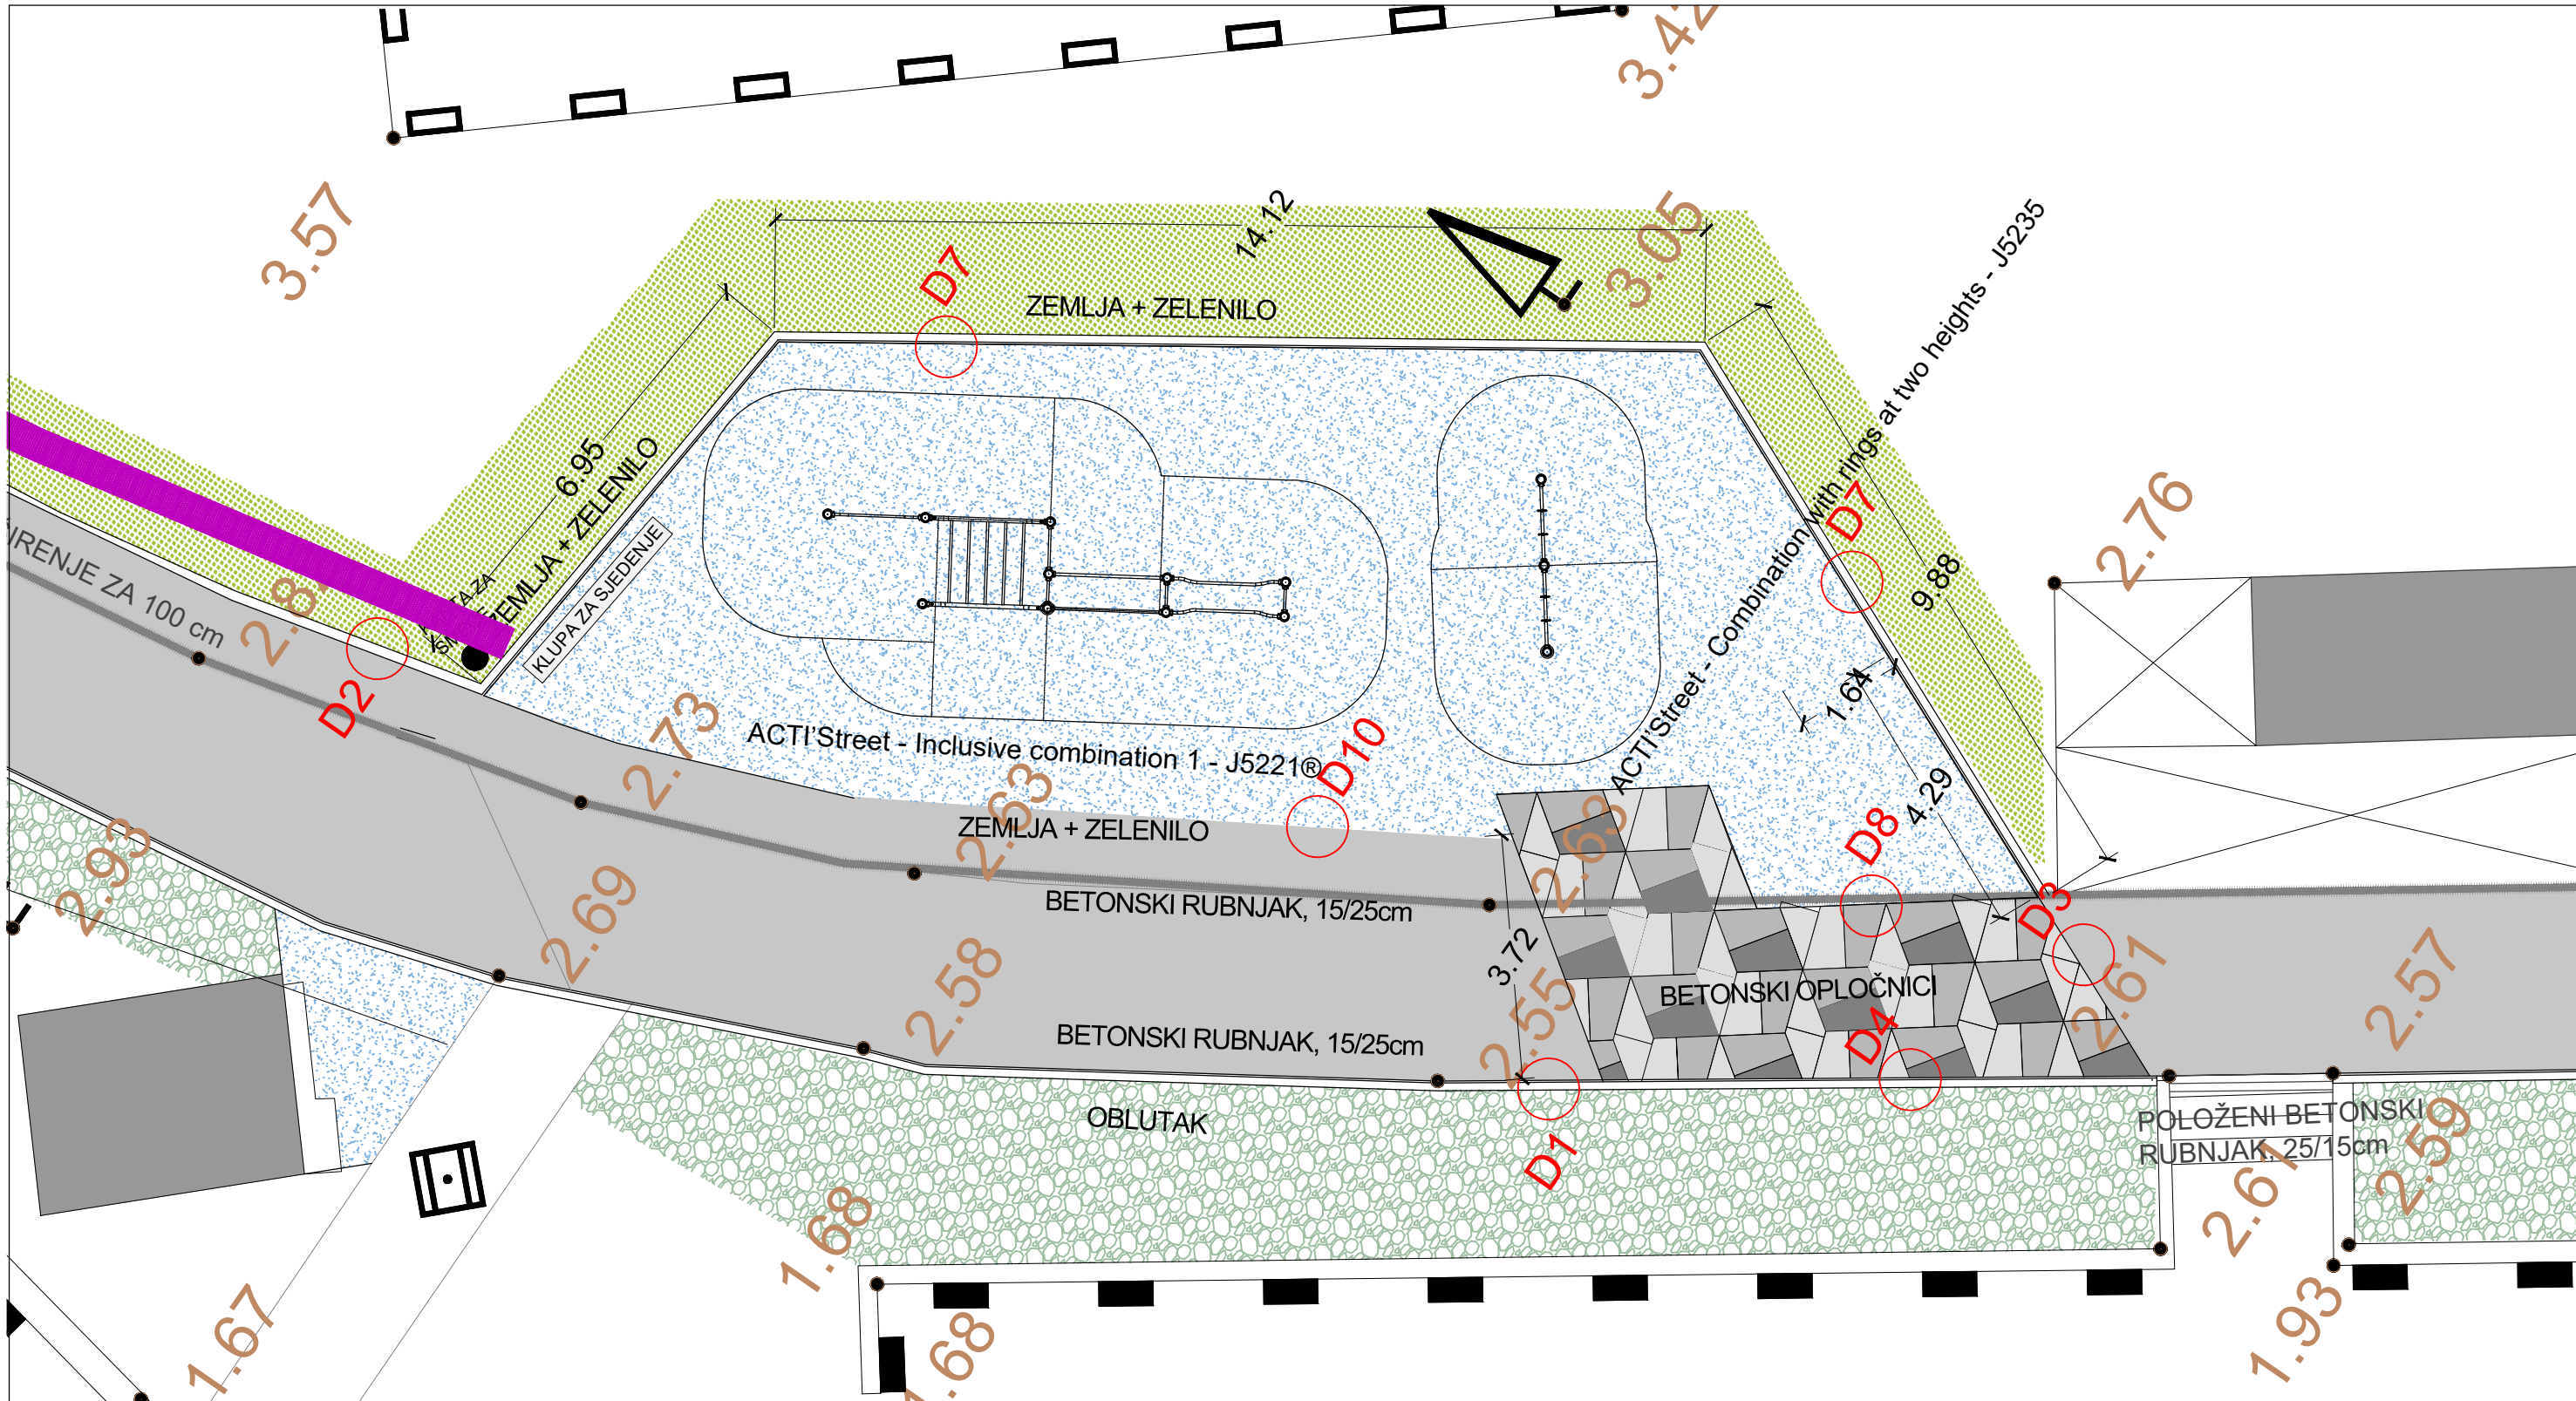 3.42
3.57
14.12
3.05
D7
ZEMLJA + ZELENILO
ACTI'Street - Combination with rings at two heights - J5235
6.95
ZEMLJA + ZELENILO
KLUPA ZA SJEDENJE
D7
2.76
9.88
1.64
4.29
ZA 100 cm
D2
2.73
ACTI'Street - Inclusive combination 1 - J5221®
D10
2.63
ZEMLJA + ZELENILO
2.63
D8
D3
2.93
2.69
BETONSKI RUBNJAK, 15/25cm
3.72
2.58
BETONSKI OPLOČNICI
2.61
2.57
BETONSKI RUBNJAK, 15/25cm
2.55
D4
OBLUTAK
D1
POLOŽENI BETONSKI
RUBNJAK, 25/15cm
2.61
2.59
1.68
1.67
1.68
1.93